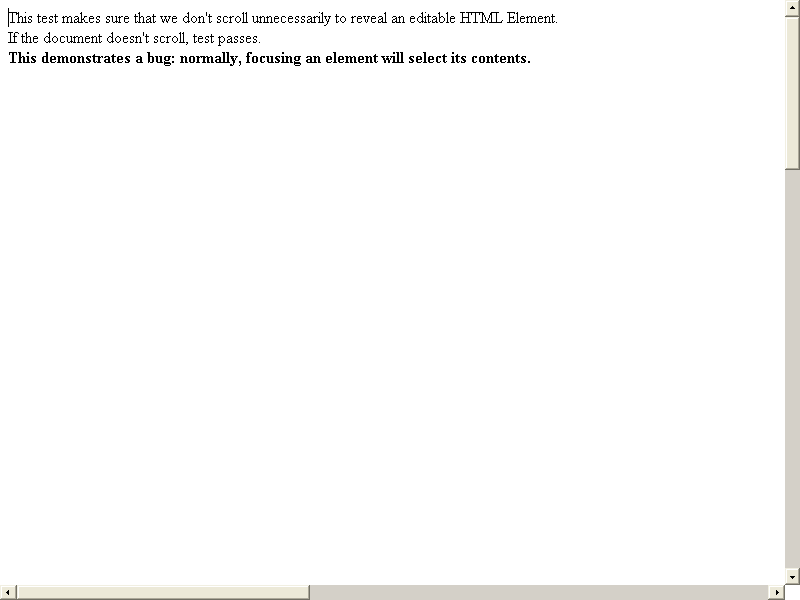 This test makes sure that we don't scroll unnecessarily to reveal an editable HTML Element.
If the document doesn't scroll, test passes.
This demonstrates a bug: normally, focusing an element will select its contents.